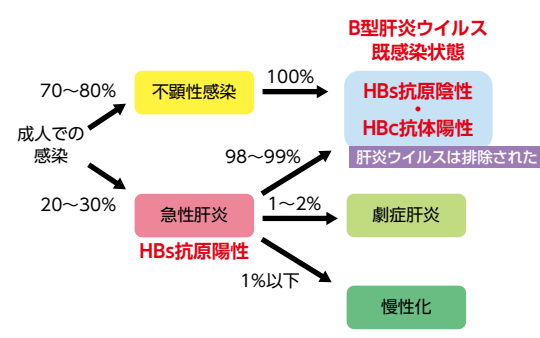 B型肝炎ウイルス
既感染状態
70〜80%
不顕性感染
100%
HBs抗原陰性
・
HBc抗体陽性
肝炎ウイルスは排除された
成人での
感染
98〜99%
20〜30%
急性肝炎
HBs抗原陽性
1〜2%
劇症肝炎
1%以下
慢性化